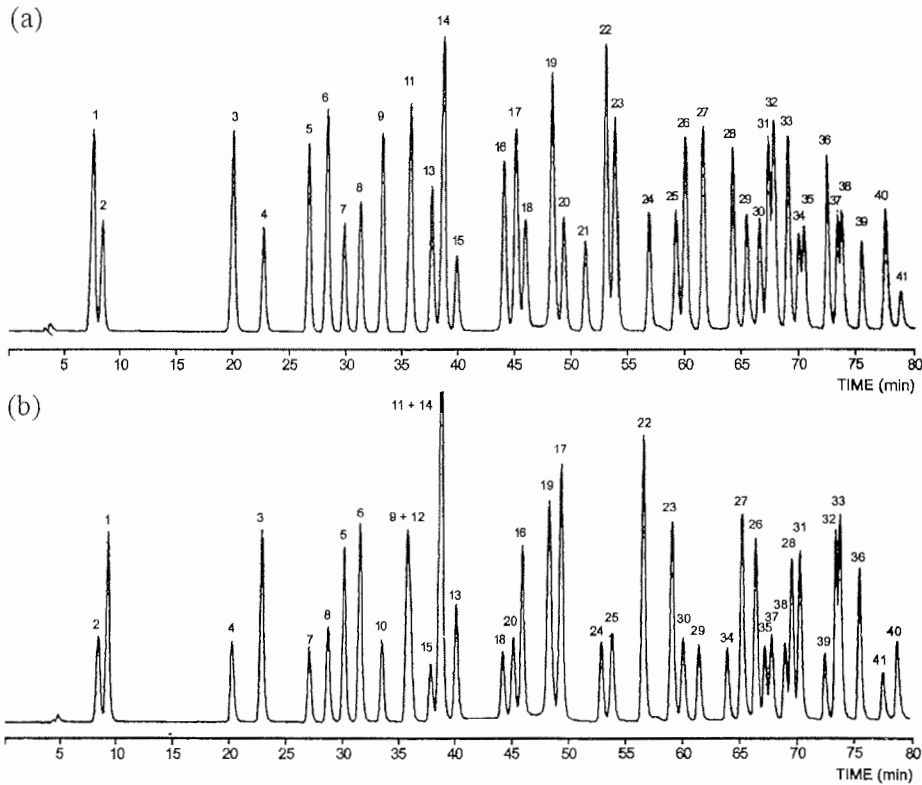 (a)
1 2 3 4 5 6 7 8 9 11 13 14 15 18 17 18 19 20 21 22 23 24 25 26 27 28 29 30 31 32 33 34 35 36 37 38 39 40 41
5 10 15 20 25 30 35 40 45 50 55 60 65 70 75 80
TIME (min)
(b)
2 1 4 3 7 8 5 6 10 9 + 12 15 11 + 14 13 18 20 16 19 17 24 25 22 23 30 29 34 27 26 35 37 38 28 31 39 32 33 36 41 40
5 10 15 20 25 30 35 40 45 50 55 60 65 70 75 80
TIME (min)